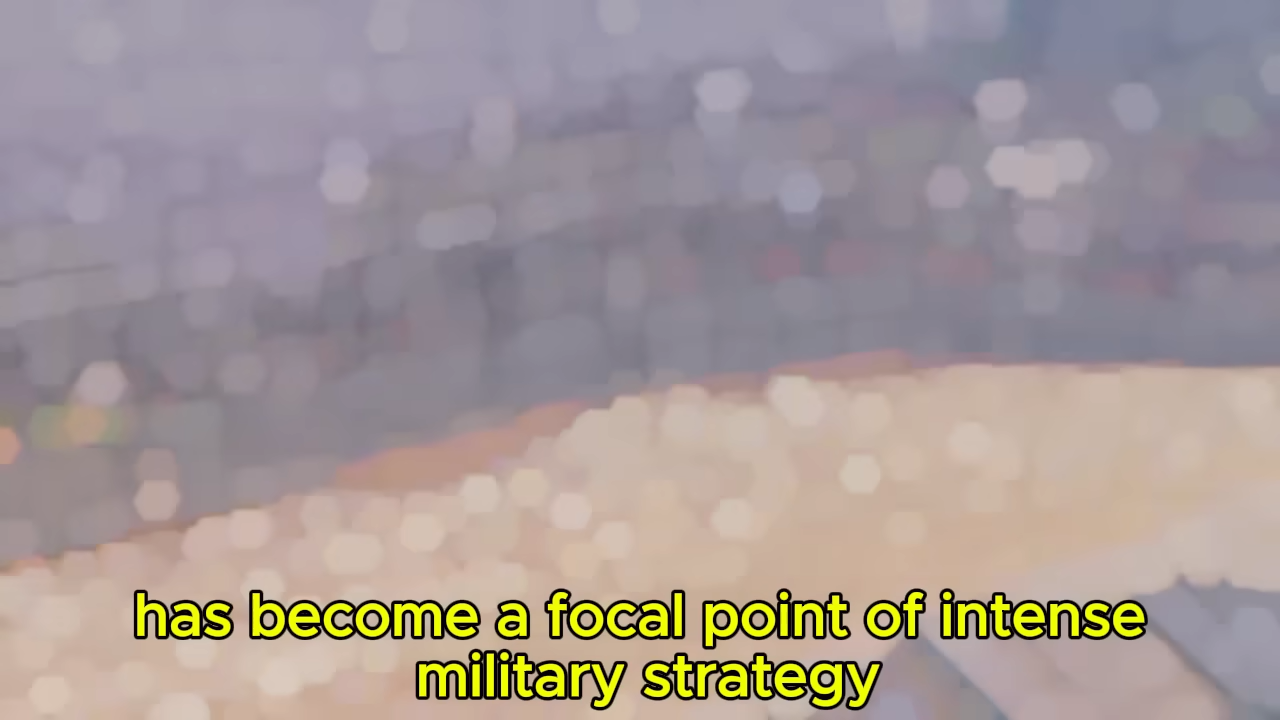 has become a focal point of intense
military strategy